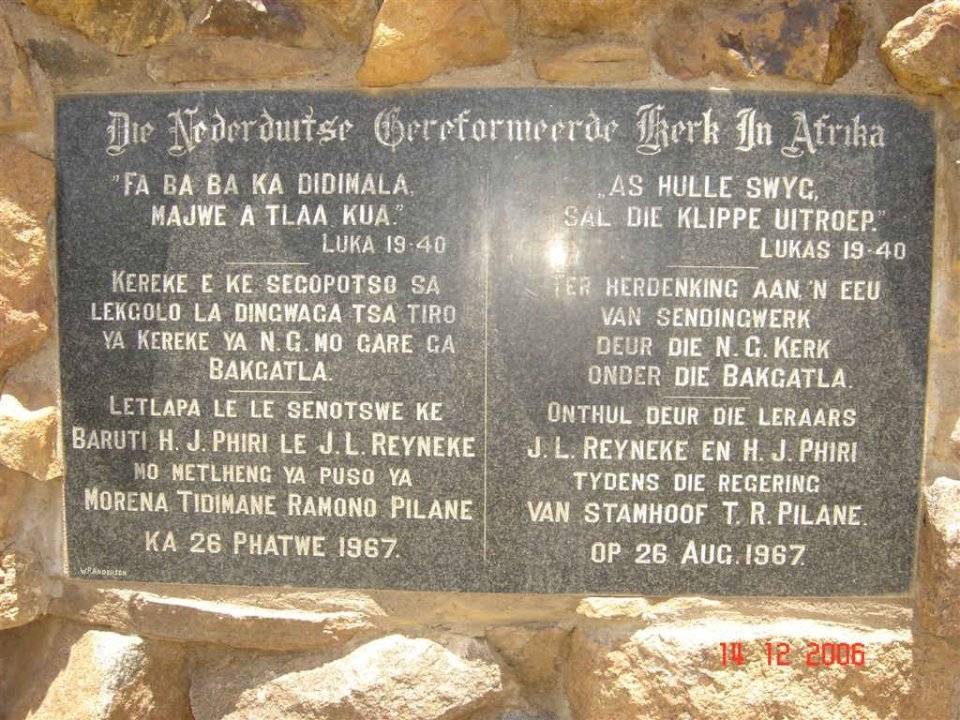 Die Nederduitse Gereformeerde Kerk In Afrika
"FA BA BA KA DIDIMALA,
MAJWE A TLAA KUA."
LUKA 19-40
KEREKE E KE SEGOPOTSO SA
LEKGOLO LA DINGWAGA TSA TIRO
YA KEREKE YA N.G. MO GARE GA
BAKGATLA.
LETLAPA LE LE SENOTSWE KE
BARUTI H.J. PHIRI LE J.L. REYNEKE
MO METLHENG YA PUSO YA
MORENA TIDIMANE RAMONO PILANE
KA 26 PHATWE 1967.
W.P. ANDERSON
„AS HULLE SWYG,
SAL DIE KLIPPE UITROEP."
LUKAS 19-40
TER HERDENKING AAN 'N EEU
VAN SENDINGWERK
DEUR DIE N.G. KERK
ONDER DIE BAKGATLA.
ONTHUL DEUR DIE LERAARS
J.L. REYNEKE EN H.J. PHIRI
TYDENS DIE REGERING
VAN STAMHOOF T.R. PILANE.
OP 26 AUG. 1967.
14 12 2006